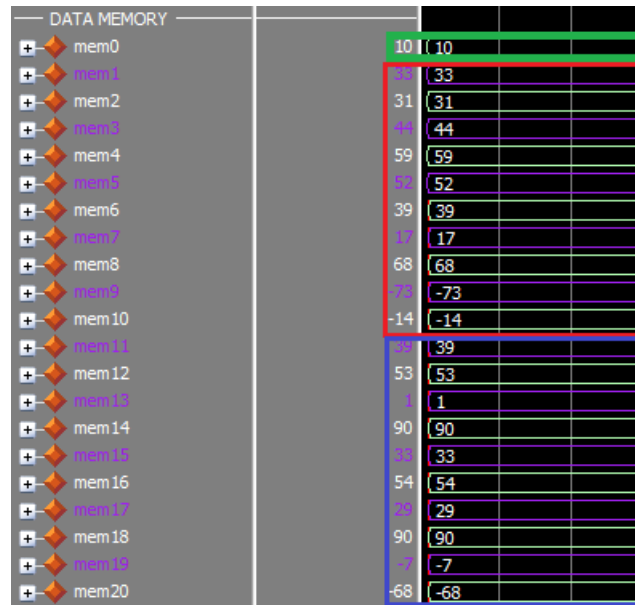 DATA MEMORY
mem0 10 10
mem1 33 33
mem2 31 31
mem3 44 44
mem4 59 59
mem5 52 52
mem6 39 39
mem7 17 17
mem8 68 68
mem9 -73 -73
mem10 -14 -14
mem11 39 39
mem12 53 53
mem13 1 1
mem14 90 90
mem15 33 33
mem16 54 54
mem17 29 29
mem18 90 90
mem19 -7 -7
mem20 -68 -68